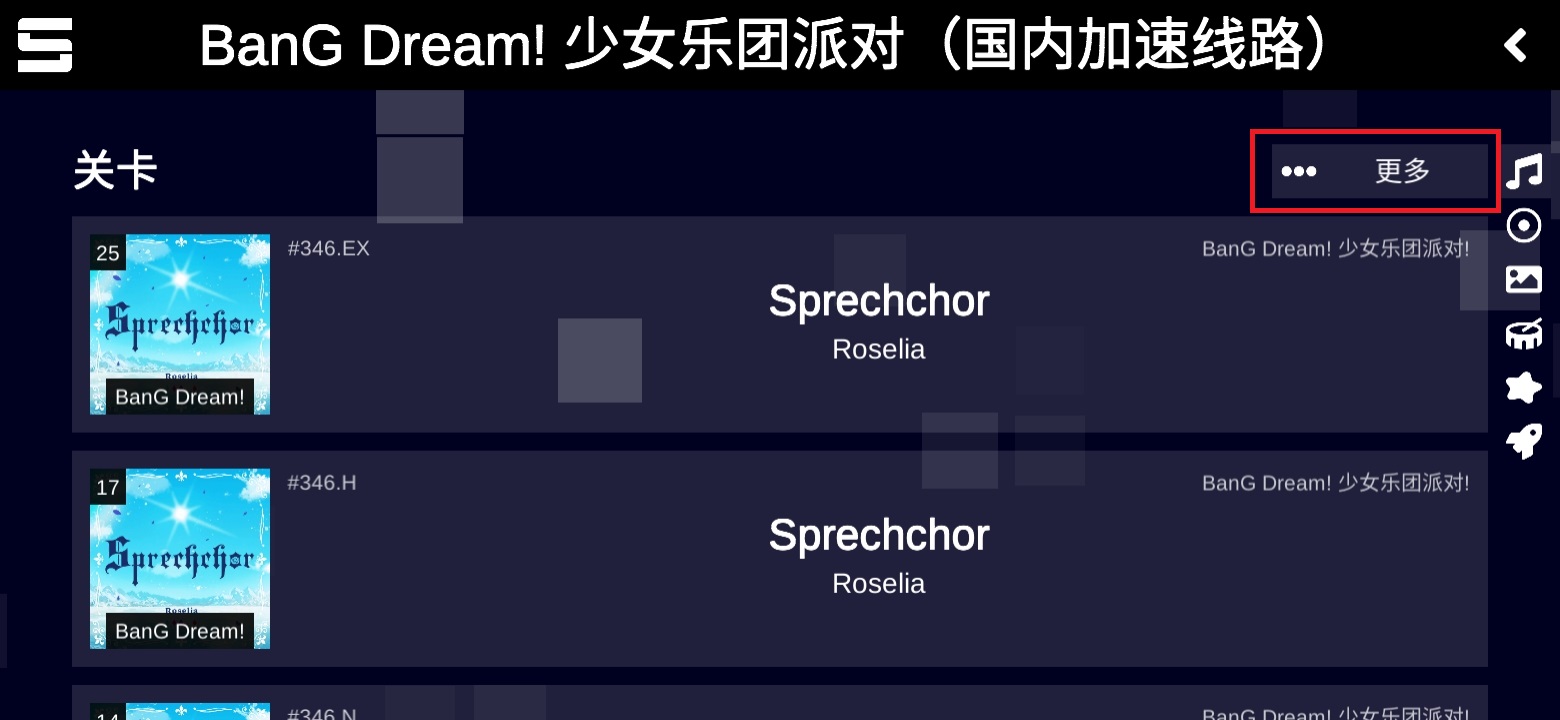 BanG Dream! 少女乐团派对（国内加速线路）
关卡
更多
25
#346.EX
BanG Dream! 少女乐团派对!
Sprechchor
Roselia
Sprechchor
Roselia
BanG Dream!
17
#346.H
BanG Dream! 少女乐团派对!
Sprechchor
Roselia
Sprechchor
Roselia
BanG Dream!
14
#346.N
BanG Dream! 少女乐团派对!